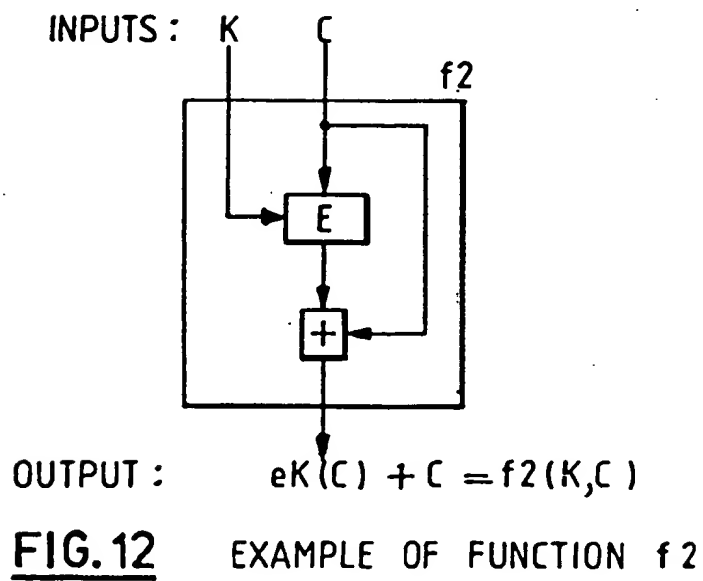 INPUTS: K C
f2
E
+
OUTPUT: eK(C) + C = f2(K,C)
FIG.12 EXAMPLE OF FUNCTION f2